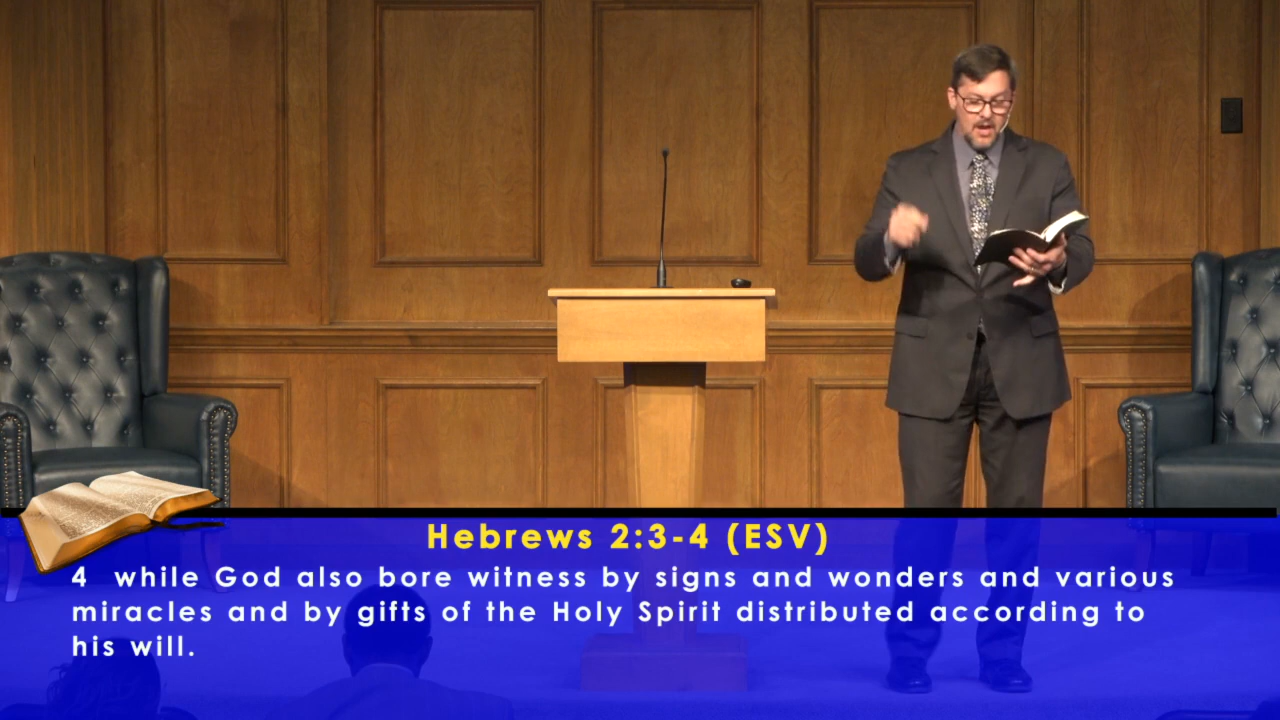 Hebrews 2:3-4 (ESV)
4 while God also bore witness by signs and wonders and various
miracles and by gifts of the Holy Spirit distributed according to
his will.